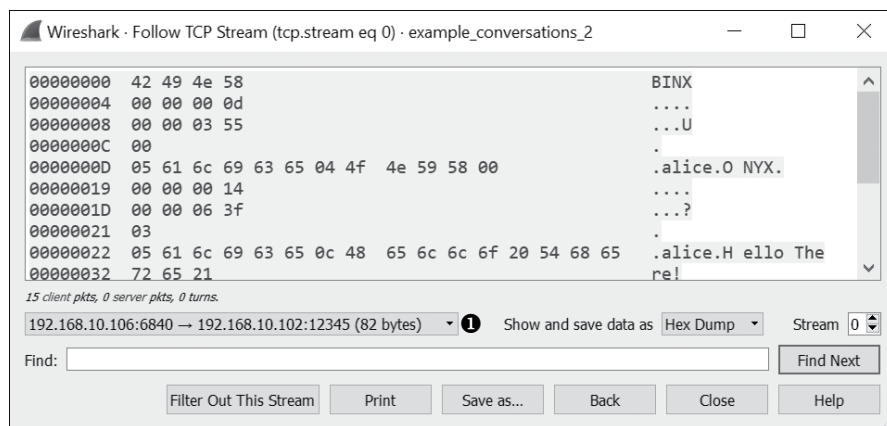 Wireshark · Follow TCP Stream (tcp.stream eq 0) · example_conversations_2
00000000 42 49 4e 58 BINX
00000004 00 00 00 0d ....
00000008 00 00 03 55 ...U
0000000C 00 .
0000000D 05 61 6c 69 63 65 04 4f 4e 59 58 00 .alice.O NYX.
00000019 00 00 00 14 ....
0000001D 00 00 06 3f ...?
00000021 03 .
00000022 05 61 6c 69 63 65 0c 48 65 6c 6c 6f 20 54 68 65 .alice.H ello The
00000032 72 65 21 re!
15 client pkts, 0 server pkts, 0 turns.
192.168.10.106:6840 → 192.168.10.102:12345 (82 bytes) ❶ Show and save data as Hex Dump Stream 0
Find: Find Next
Filter Out This Stream Print Save as... Back Close Help